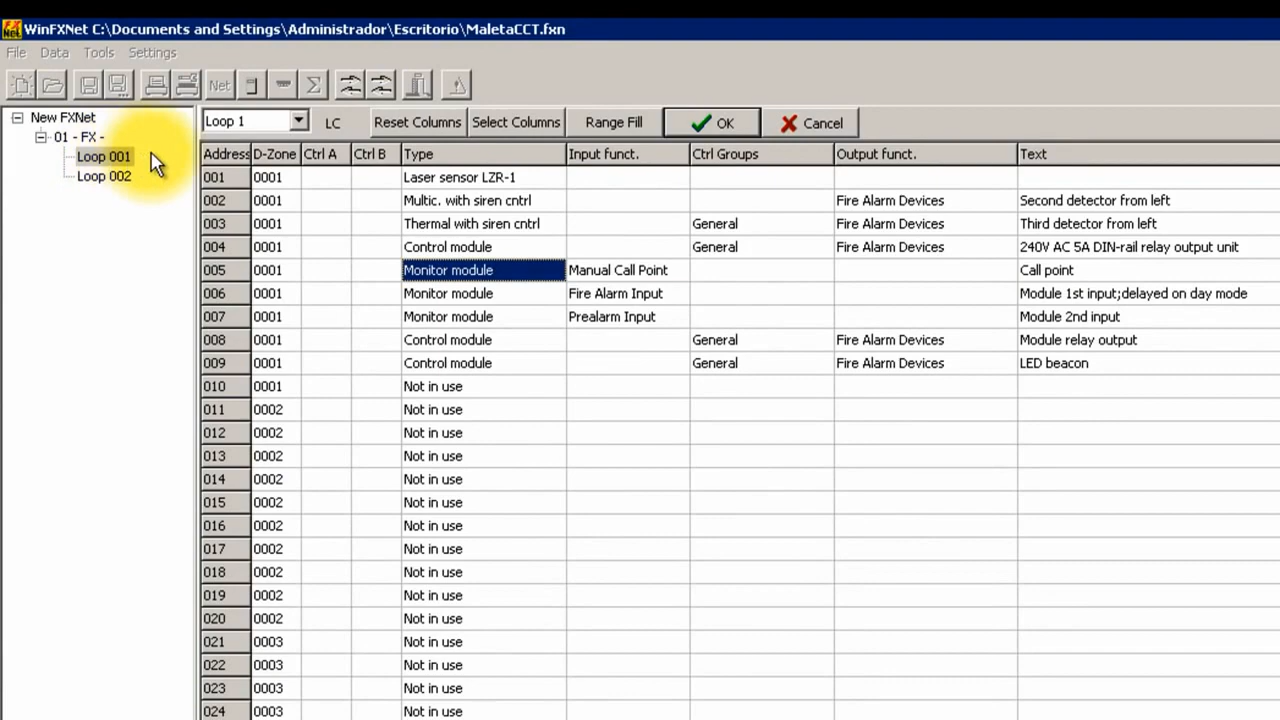 WinFXNet C:\Documents and Settings\Administrador\Escritorio\MaletaCCT.fxn
File Data Tools Settings
Net
New FXNet
01 - FX -
Loop 001
Loop 002
Loop 1 LC Reset Columns Select Columns Range Fill OK Cancel
Address D-Zone Ctrl A Ctrl B Type Input funct. Ctrl Groups Output funct. Text
001 0001 Laser sensor LZR-1
002 0001 Multic. with siren cntrl Fire Alarm Devices Second detector from left
003 0001 Thermal with siren cntrl General Fire Alarm Devices Third detector from left
004 0001 Control module General Fire Alarm Devices 240V AC 5A DIN-rail relay output unit
005 0001 Monitor module Manual Call Point Call point
006 0001 Monitor module Fire Alarm Input Module 1st input;delayed on day mode
007 0001 Monitor module Prealarm Input Module 2nd input
008 0001 Control module General Fire Alarm Devices Module relay output
009 0001 Control module General Fire Alarm Devices LED beacon
010 0001 Not in use
011 0002 Not in use
012 0002 Not in use
013 0002 Not in use
014 0002 Not in use
015 0002 Not in use
016 0002 Not in use
017 0002 Not in use
018 0002 Not in use
019 0002 Not in use
020 0002 Not in use
021 0003 Not in use
022 0003 Not in use
023 0003 Not in use
024 0003 Not in use